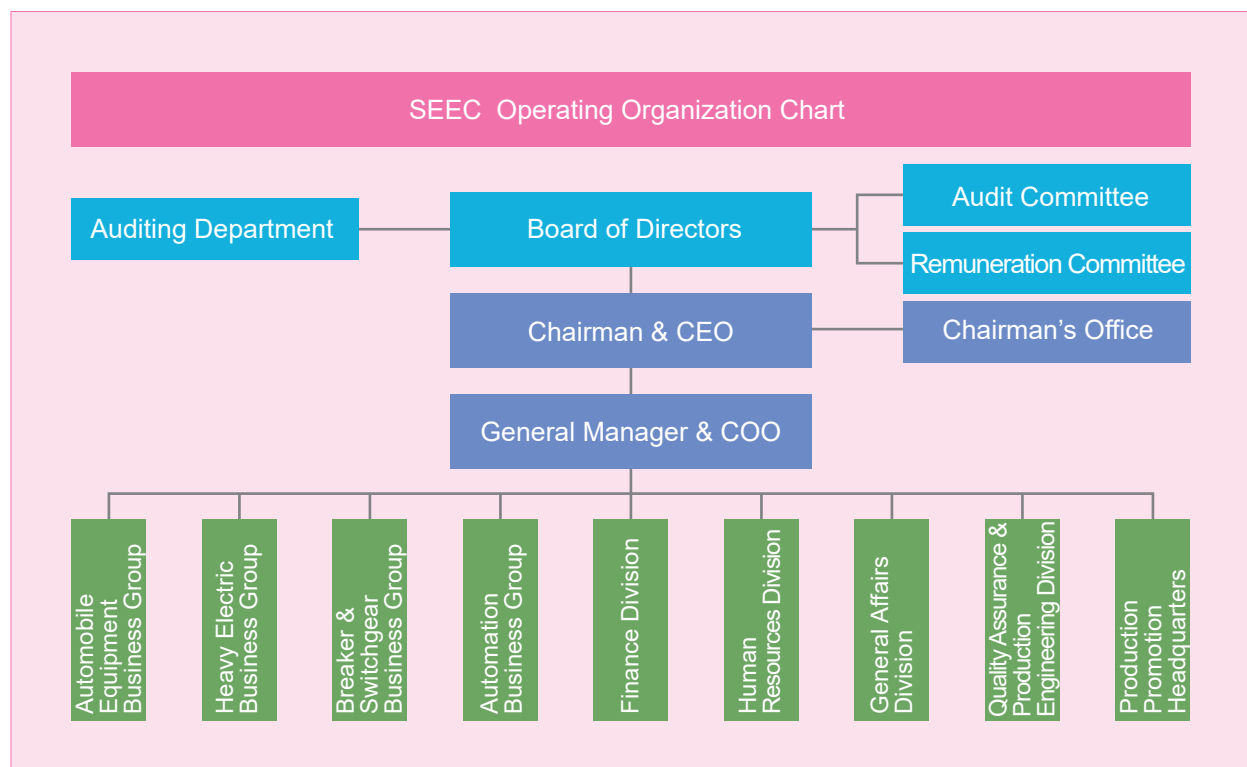 SEEC  Operating Organization Chart
Auditing Department
Board of Directors
Audit Committee
Remuneration Committee
Chairman & CEO
Chairman’s Office
General Manager & COO
Automobile
Equipment
Business Group
Heavy Electric
Business Group
Breaker &
Switchgear
Business Group
Automation
Business Group
Finance Division
Human
Resources Division
General Affairs
Division
Quality Assurance &
Production
Engineering Division
Production
Promotion
Headquarters